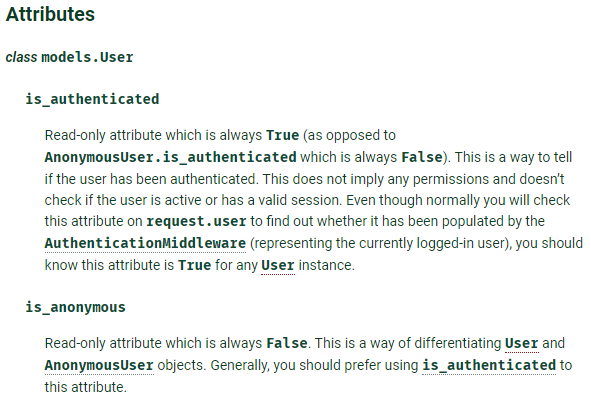 Attributes
class models.User
is_authenticated
Read-only attribute which is always True (as opposed to
AnonymousUser.is_authenticated which is always False). This is a way to tell
if the user has been authenticated. This does not imply any permissions and doesn’t
check if the user is active or has a valid session. Even though normally you will check
this attribute on request.user to find out whether it has been populated by the
AuthenticationMiddleware (representing the currently logged-in user), you should
know this attribute is True for any User instance.
is_anonymous
Read-only attribute which is always False. This is a way of differentiating User and
AnonymousUser objects. Generally, you should prefer using is_authenticated to
this attribute.